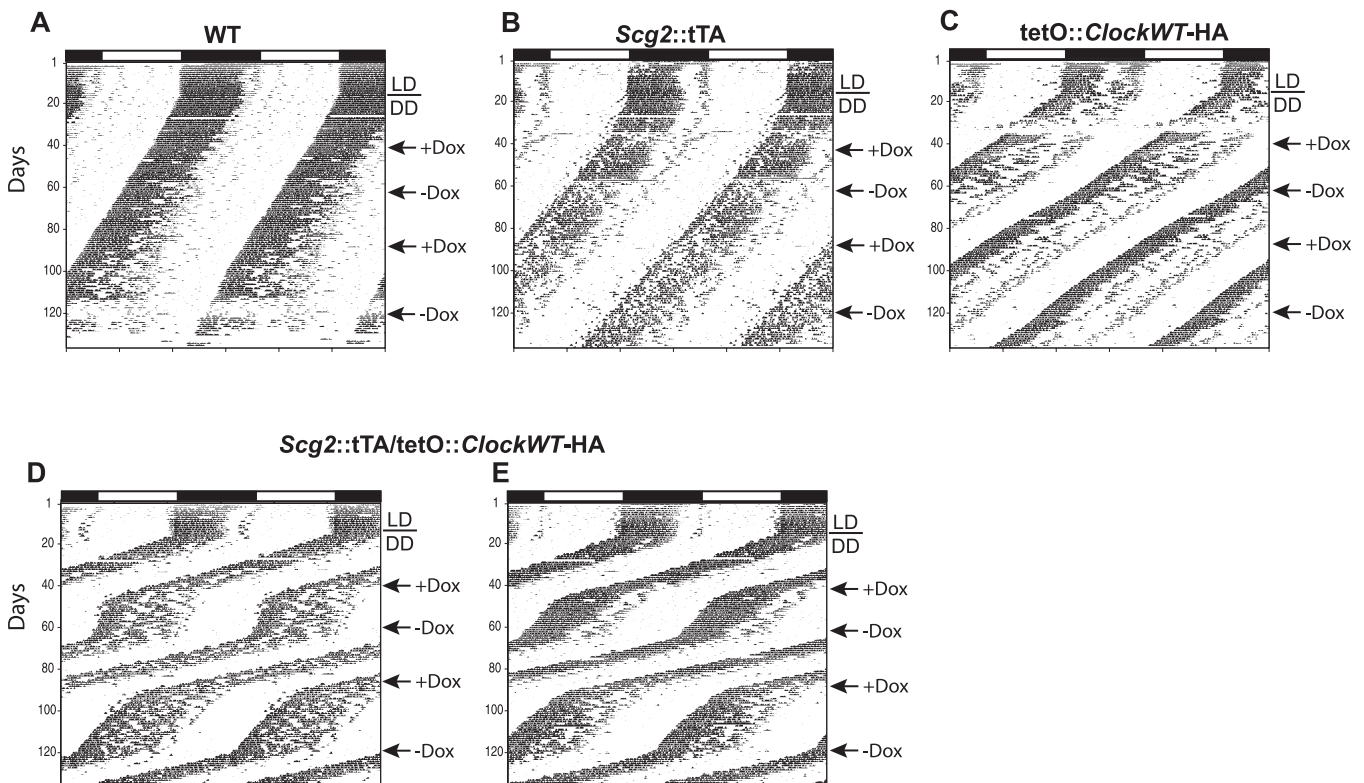 A
WT
B
Scg2::tTA
C
tetO::ClockWT-HA
1
20
40
60
80
100
120
Days
LD
DD
+Dox
-Dox
+Dox
-Dox
1
20
40
60
80
100
120
LD
DD
+Dox
-Dox
+Dox
-Dox
1
20
40
60
80
100
120
LD
DD
+Dox
-Dox
+Dox
-Dox
Scg2::tTA/tetO::ClockWT-HA
D
E
1
20
40
60
80
100
120
Days
LD
DD
+Dox
-Dox
+Dox
-Dox
1
20
40
60
80
100
120
LD
DD
+Dox
-Dox
+Dox
-Dox